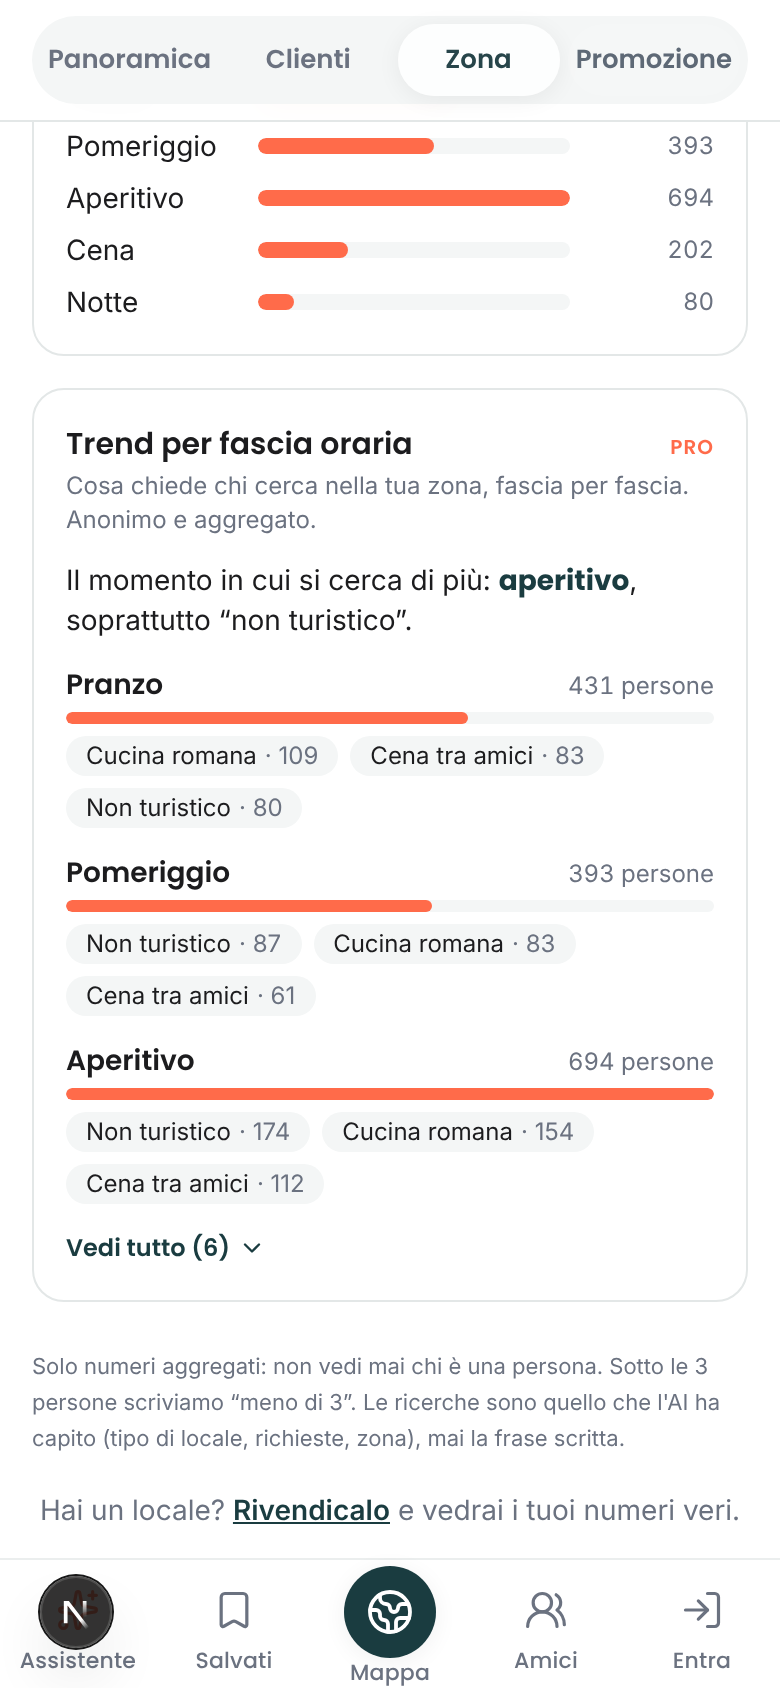 Panoramica
Clienti
Zona
Promozione
Pomeriggio 393
Aperitivo 694
Cena 202
Notte 80
Trend per fascia oraria PRO
Cosa chiede chi cerca nella tua zona, fascia per fascia.
Anonimo e aggregato.
Il momento in cui si cerca di più: aperitivo,
soprattutto “non turistico”.
Pranzo 431 persone
Cucina romana · 109 Cena tra amici · 83
Non turistico · 80
Pomeriggio 393 persone
Non turistico · 87 Cucina romana · 83
Cena tra amici · 61
Aperitivo 694 persone
Non turistico · 174 Cucina romana · 154
Cena tra amici · 112
Vedi tutto (6)
Solo numeri aggregati: non vedi mai chi è una persona. Sotto le 3
persone scriviamo “meno di 3”. Le ricerche sono quello che l'AI ha
capito (tipo di locale, richieste, zona), mai la frase scritta.
Hai un locale? Rivendicalo e vedrai i tuoi numeri veri.
N
Assistente
Salvati
Mappa
Amici
Entra